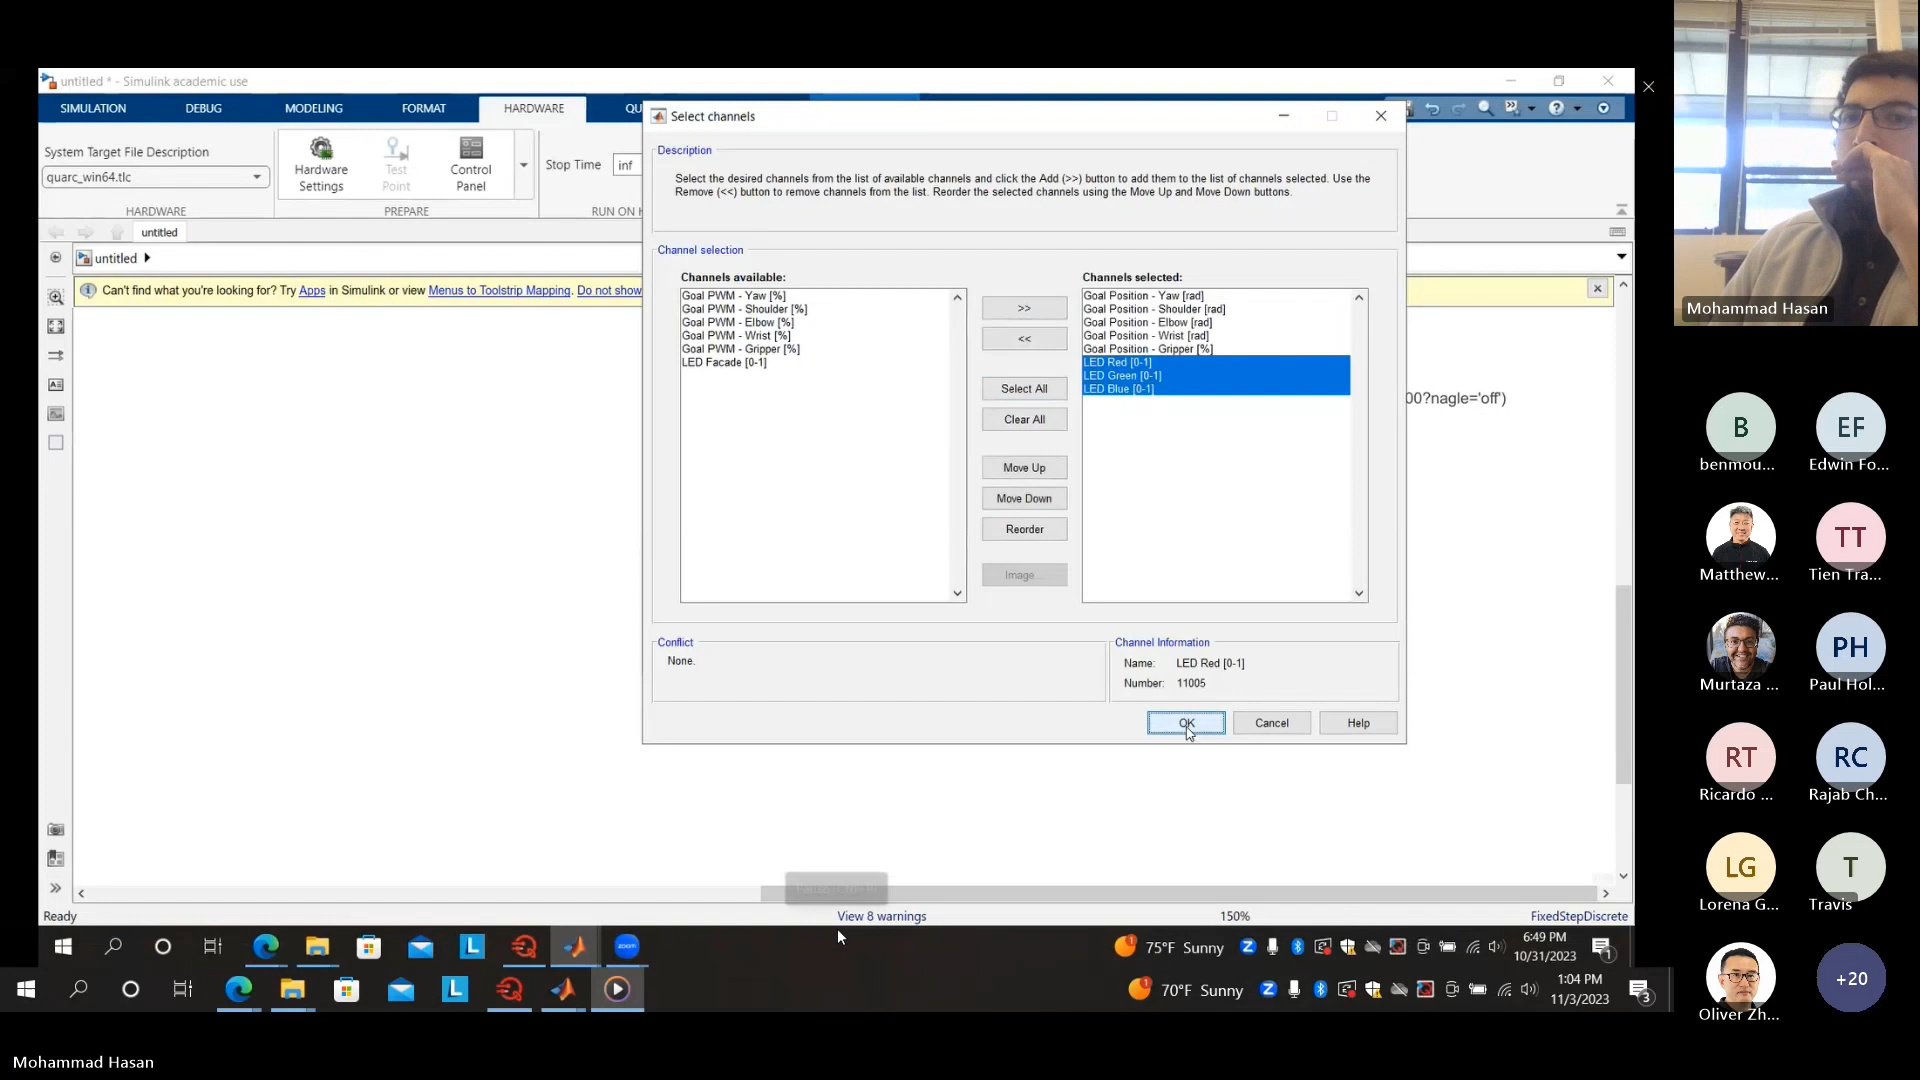 untitled * - Simulink academic use
SIMULATION
DEBUG
MODELING
FORMAT
HARDWARE
QU
System Target File Description
quarc_win64.tlc
HARDWARE
Hardware
Settings
Test
Point
Control
Panel
PREPARE
Stop Time
inf
RUN ON H
untitled
untitled
Can't find what you're looking for? Try Apps in Simulink or view Menus to Toolstrip Mapping. Do not show
Select channels
Description
Select the desired channels from the list of available channels and click the Add (>>) button to add them to the list of channels selected. Use the
Remove (<<) button to remove channels from the list. Reorder the selected channels using the Move Up and Move Down buttons.
Channel selection
Channels available:
Goal PWM - Yaw [%]
Goal PWM - Shoulder [%]
Goal PWM - Elbow [%]
Goal PWM - Wrist [%]
Goal PWM - Gripper [%]
LED Facade [0-1]
>>
<<
Select All
Clear All
Move Up
Move Down
Reorder
Image...
Channels selected:
Goal Position - Yaw [rad]
Goal Position - Shoulder [rad]
Goal Position - Elbow [rad]
Goal Position - Wrist [rad]
Goal Position - Gripper [%]
LED Red [0-1]
LED Green [0-1]
LED Blue [0-1]
Conflict
None.
Channel Information
Name: LED Red [0-1]
Number: 11005
OK
Cancel
Help
00?nagle='off')
Ready
View 8 warnings
150%
FixedStepDiscrete
L
zoom
1
75°F Sunny
Z
6:49 PM
10/31/2023
1
L
1
70°F Sunny
Z
1:04 PM
11/3/2023
3
Mohammad Hasan
Mohammad Hasan
B
benmou...
EF
Edwin Fo...
Matthew...
TT
Tien Tra...
Murtaza ...
PH
Paul Hol...
RT
Ricardo ...
RC
Rajab Ch...
LG
Lorena G...
T
Travis
Oliver Zh...
+20